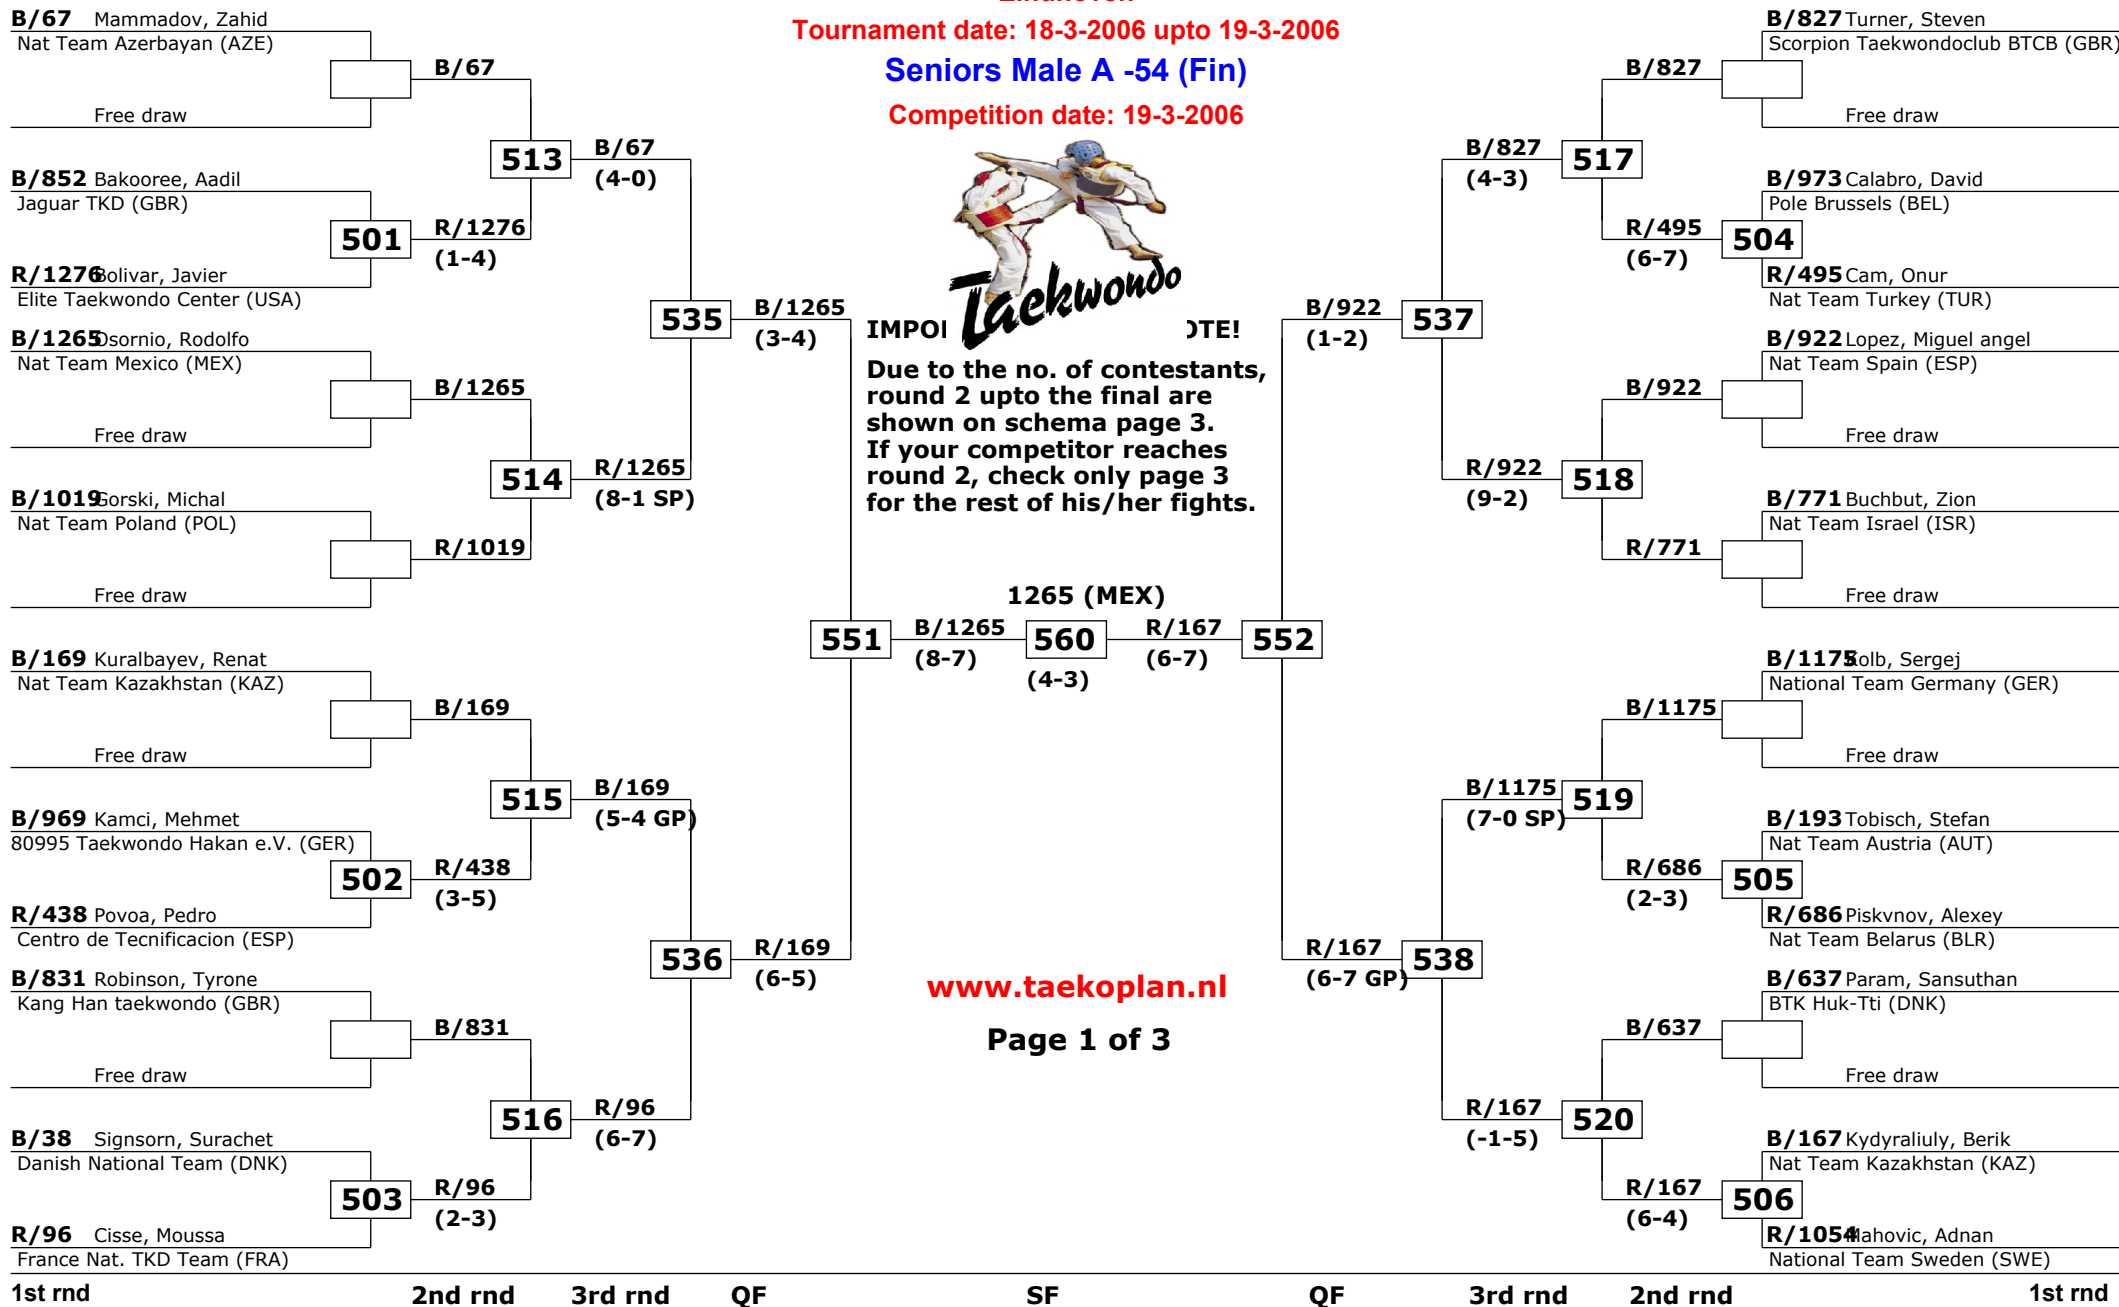 Eindhoven
Tournament date: 18-3-2006 upto 19-3-2006
Seniors Male A -54 (Fin)
Competition date: 19-3-2006
B/67 Mammadov, Zahid
Nat Team Azerbayan (AZE)
Free draw
B/67
B/852 Bakooree, Aadil
Jaguar TKD (GBR)
501
R/1276
(1-4)
R/1276 Bolivar, Javier
Elite Taekwondo Center (USA)
513
B/67
(4-0)
B/1265 Osornio, Rodolfo
Nat Team Mexico (MEX)
Free draw
B/1265
B/1019 Gorski, Michal
Nat Team Poland (POL)
Free draw
R/1019
514
R/1265
(8-1 SP)
535
B/1265
(3-4)
B/169 Kuralbayev, Renat
Nat Team Kazakhstan (KAZ)
Free draw
B/169
B/969 Kamci, Mehmet
80995 Taekwondo Hakan e.V. (GER)
502
R/438
(3-5)
R/438 Povoa, Pedro
Centro de Tecnificacion (ESP)
515
B/169
(5-4 GP)
B/831 Robinson, Tyrone
Kang Han taekwondo (GBR)
Free draw
B/831
B/38 Signsorn, Surachet
Danish National Team (DNK)
503
R/96
(2-3)
R/96 Cisse, Moussa
France Nat. TKD Team (FRA)
516
R/96
(6-7)
536
R/169
(6-5)
551
B/1265
(8-7)
Taekwondo
IMPO
OTE!
Due to the no. of contestants,
round 2 upto the final are
shown on schema page 3.
If your competitor reaches
round 2, check only page 3
for the rest of his/her fights.
1265 (MEX)
560
(4-3)
R/167
(6-7)
552
www.taekoplan.nl
Page 1 of 3
B/827 Turner, Steven
Scorpion Taekwondoclub BTCB (GBR)
Free draw
B/827
B/973 Calabro, David
Pole Brussels (BEL)
504
R/495
(6-7)
R/495 Cam, Onur
Nat Team Turkey (TUR)
517
B/827
(4-3)
B/922 Lopez, Miguel angel
Nat Team Spain (ESP)
Free draw
B/922
B/771 Buchbut, Zion
Nat Team Israel (ISR)
Free draw
R/771
518
R/922
(9-2)
537
B/922
(1-2)
B/1175 Kolb, Sergej
National Team Germany (GER)
Free draw
B/1175
B/193 Tobisch, Stefan
Nat Team Austria (AUT)
505
R/686
(2-3)
R/686 Piskvnov, Alexey
Nat Team Belarus (BLR)
519
B/1175
(7-0 SP)
B/637 Param, Sansuthan
BTK Huk-Tti (DNK)
Free draw
B/637
B/167 Kydyraliuly, Berik
Nat Team Kazakhstan (KAZ)
506
R/167
(6-4)
R/1054 Mahovic, Adnan
National Team Sweden (SWE)
520
R/167
(-1-5)
538
R/167
(6-7 GP)
1st rnd 2nd rnd 3rd rnd QF SF QF 3rd rnd 2nd rnd 1st rnd